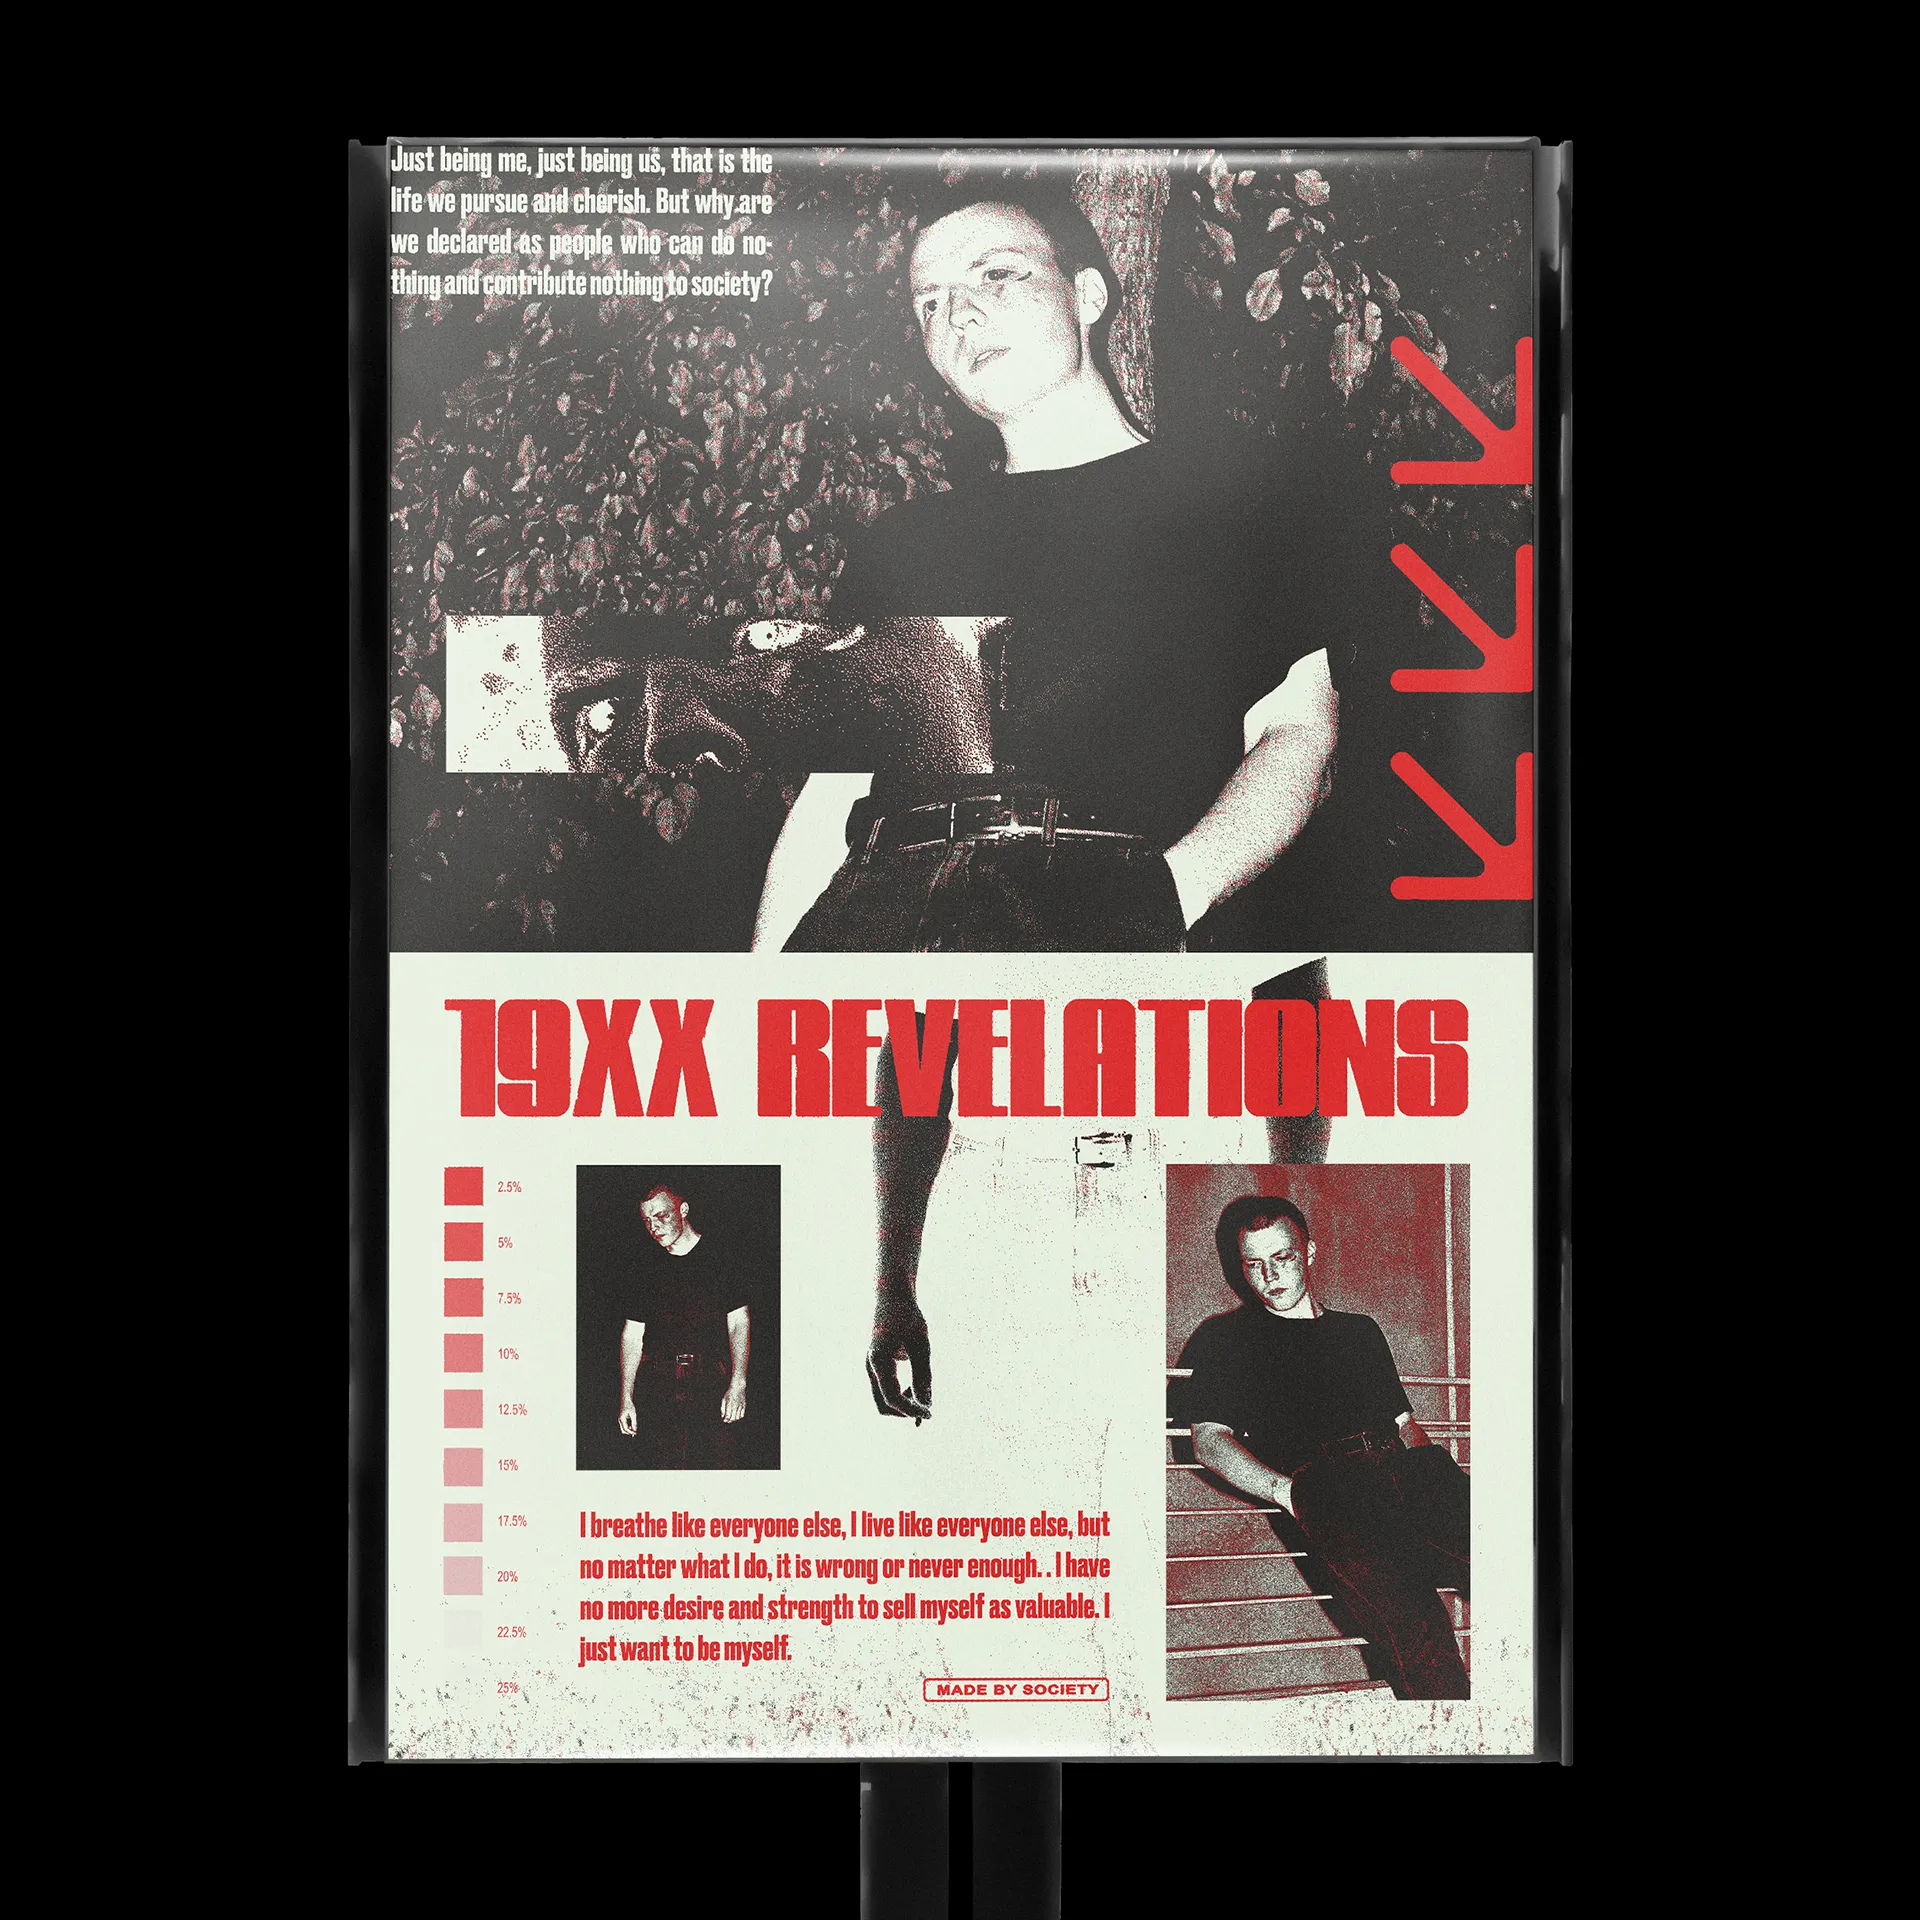 Just being me, just being us, that is the
life we pursue and cherish. But why are
we declared as people who can do no-
thing and contribute nothing to society?
19XX REVELATIONS
2.5%
5%
7.5%
10%
12.5%
15%
17.5%
20%
22.5%
25%
I breathe like everyone else, I live like everyone else, but
no matter what I do, it is wrong or never enough. . I have
no more desire and strength to sell myself as valuable. I
just want to be myself.
MADE BY SOCIETY